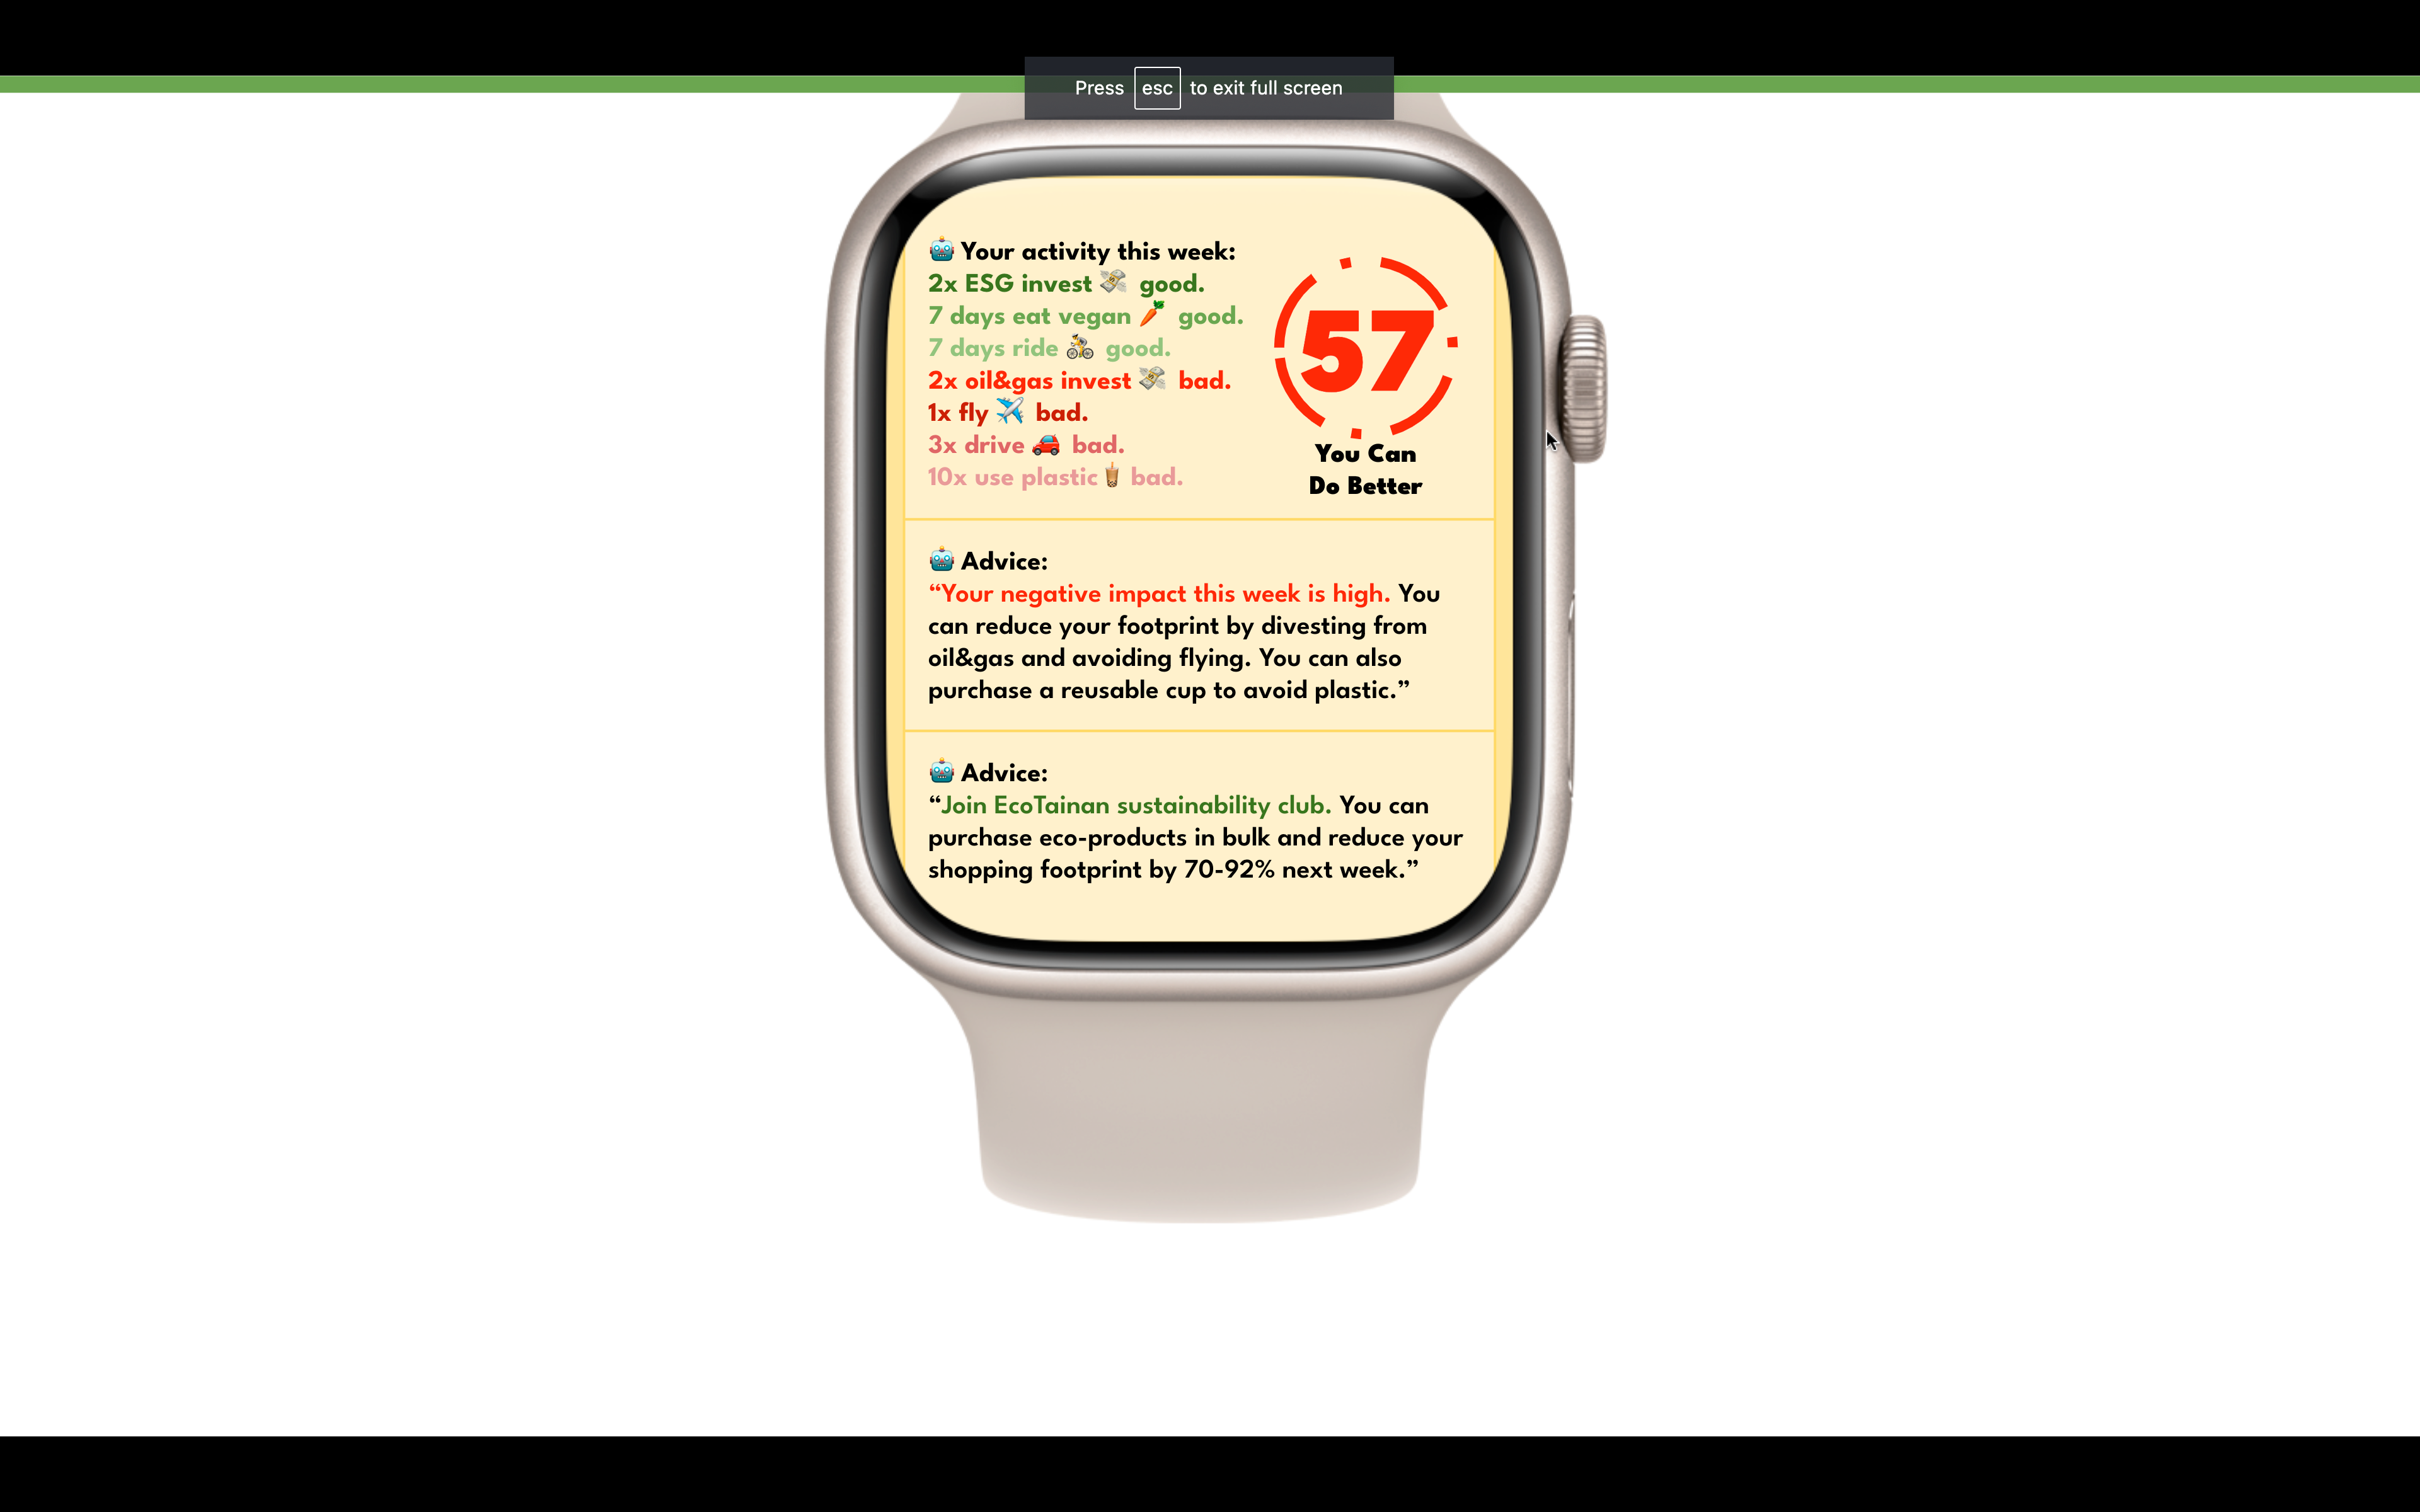 Press esc to exit full screen
🤖 Your activity this week:
2x ESG invest 💸 good.
7 days eat vegan 🥕 good.
7 days ride 🚴 good.
2x oil&gas invest 💸 bad.
1x fly ✈️ bad.
3x drive 🚗 bad.
10x use plastic 🧋 bad.
57
You Can
Do Better
🤖 Advice:
“Your negative impact this week is high. You
can reduce your footprint by divesting from
oil&gas and avoiding flying. You can also
purchase a reusable cup to avoid plastic.”
🤖 Advice:
“Join EcoTainan sustainability club. You can
purchase eco-products in bulk and reduce your
shopping footprint by 70-92% next week.”